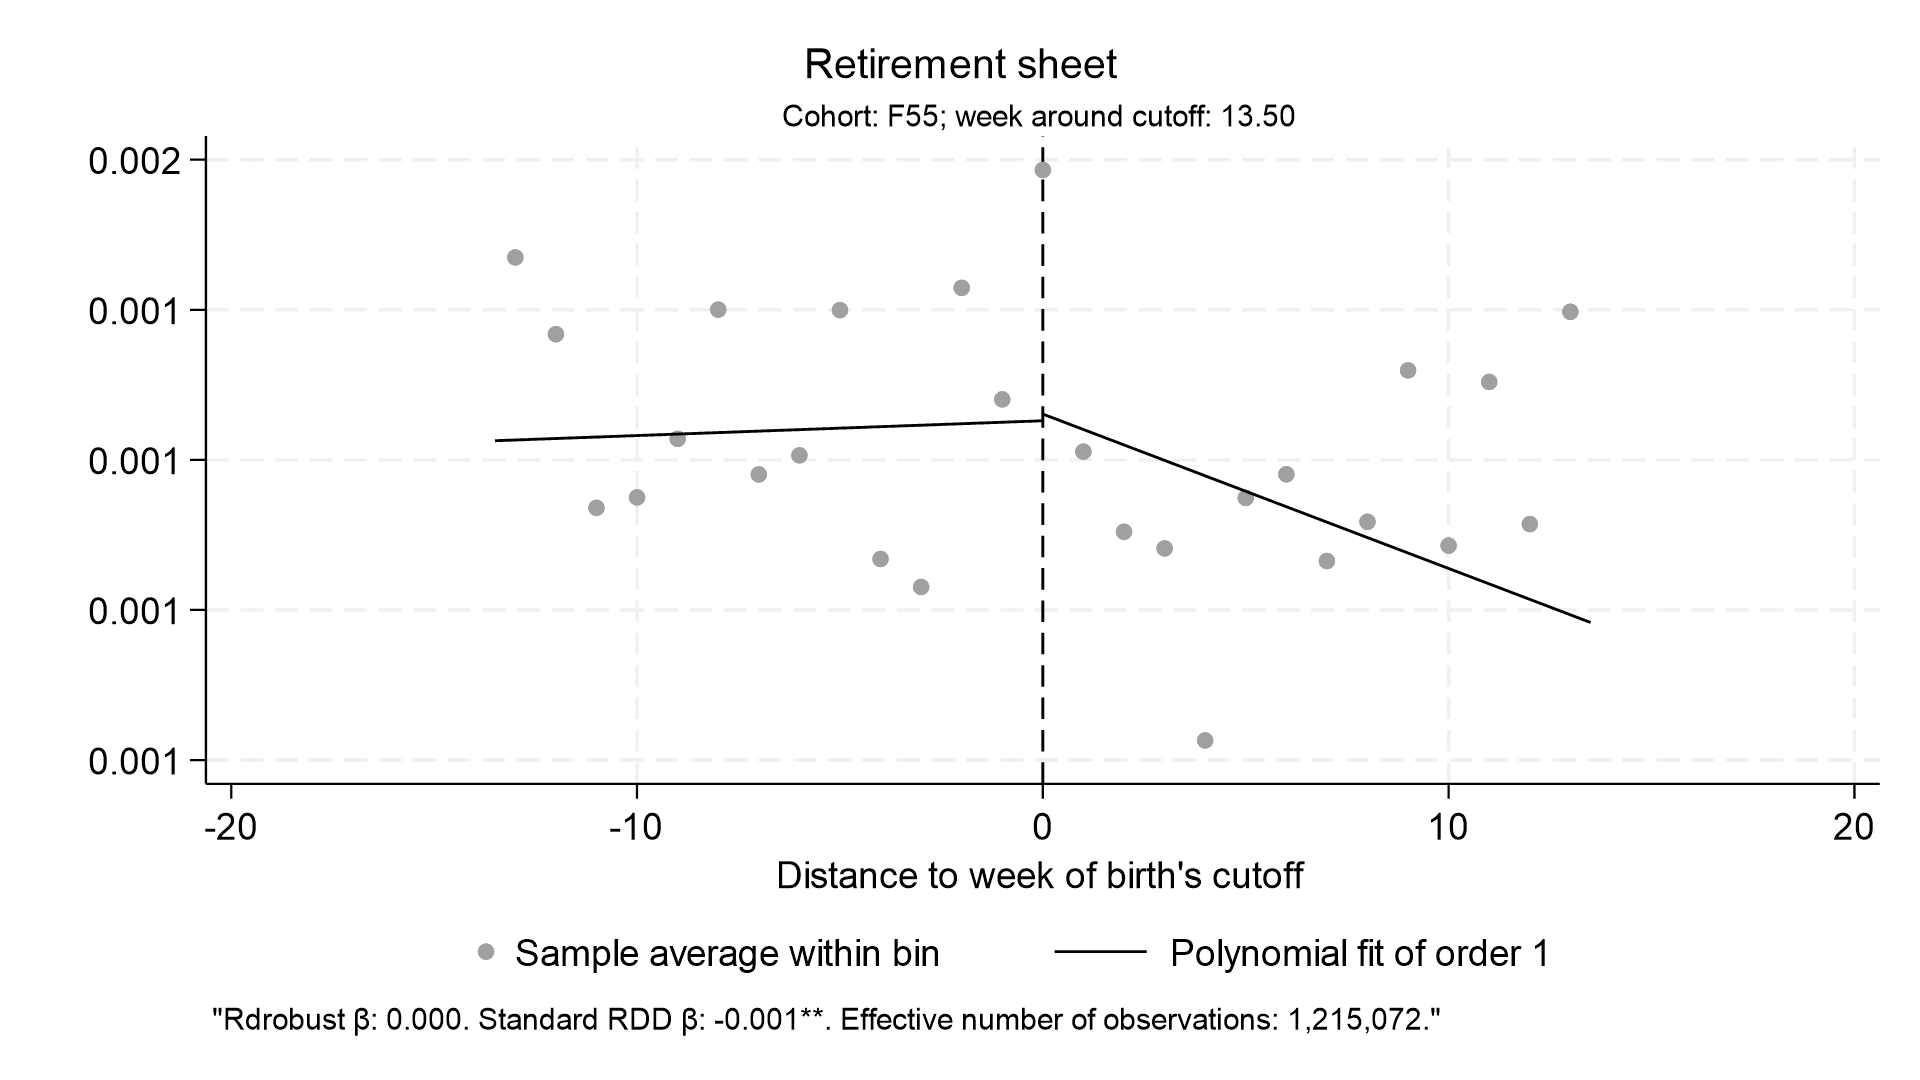 Retirement sheet
Cohort: F55; week around cutoff: 13.50
0.002
0.001
0.001
0.001
0.001
-20 -10 0 10 20
Distance to week of birth's cutoff
Sample average within bin Polynomial fit of order 1
"Rdrobust β: 0.000. Standard RDD β: -0.001**. Effective number of observations: 1,215,072."